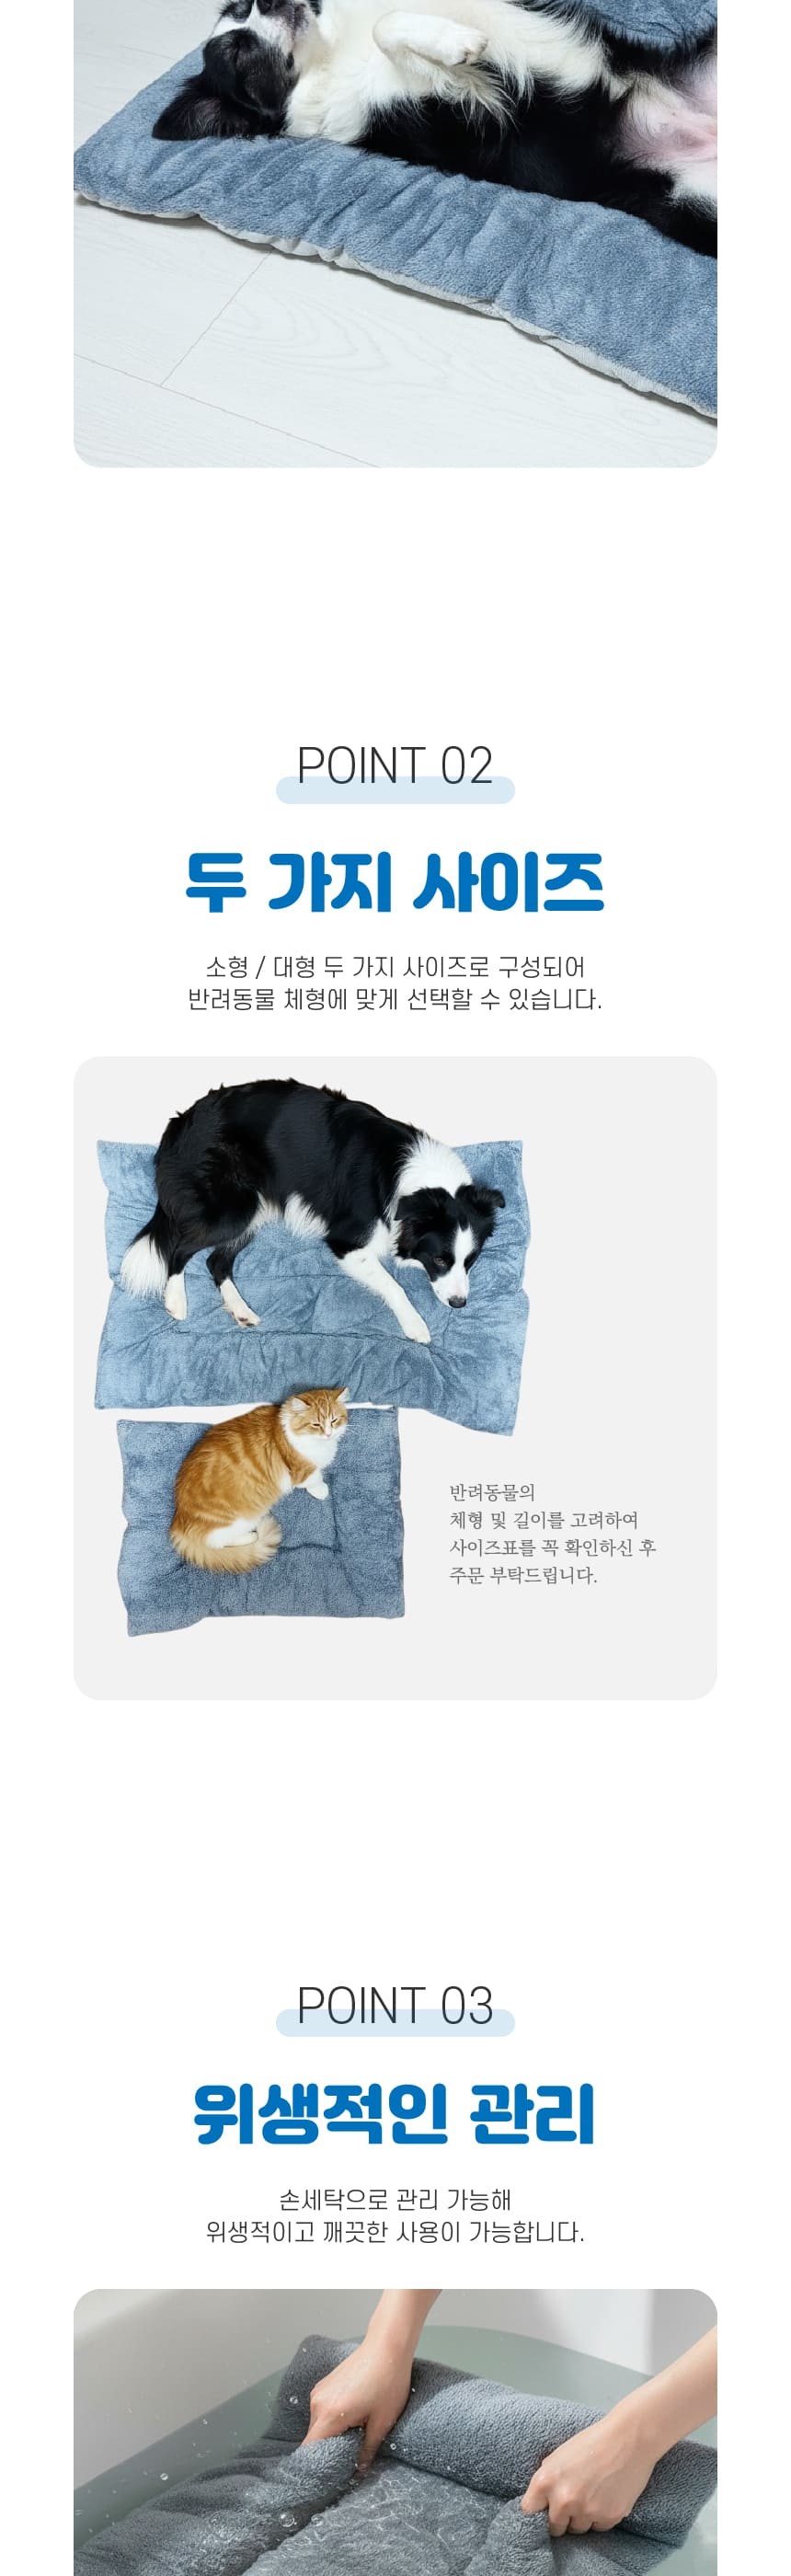 POINT 02
두 가지 사이즈
소형 / 대형 두 가지 사이즈로 구성되어
반려동물 체형에 맞게 선택할 수 있습니다.
반려동물의
체형 및 길이를 고려하여
사이즈표를 꼭 확인하신 후
주문 부탁드립니다.
POINT 03
위생적인 관리
손세탁으로 관리 가능해
위생적이고 깨끗한 사용이 가능합니다.